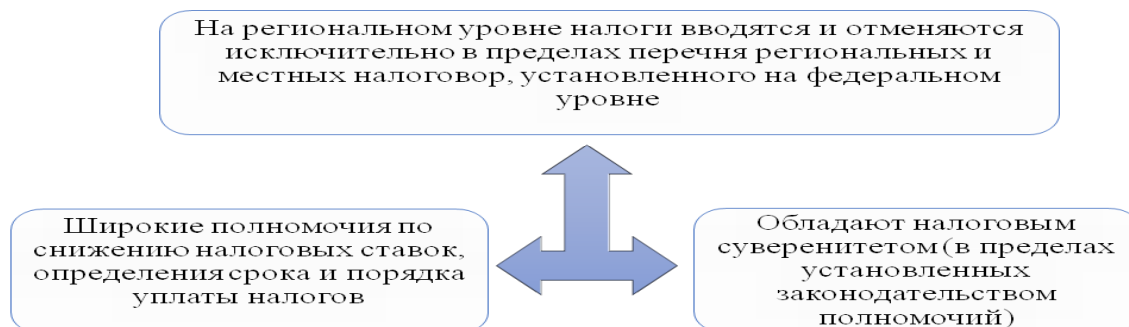 На региональном уровне налоги вводятся и отменяются
исключительно в пределах перечня региональных и
местных налоговор, установленного на федеральном
уровне
Широкие полномочия по
снижению налоговых ставок,
определения срока и порядка
уплаты налогов
Обладают налоговым
суверенитетом (в пределах
установленных
законодательством
полномочий)